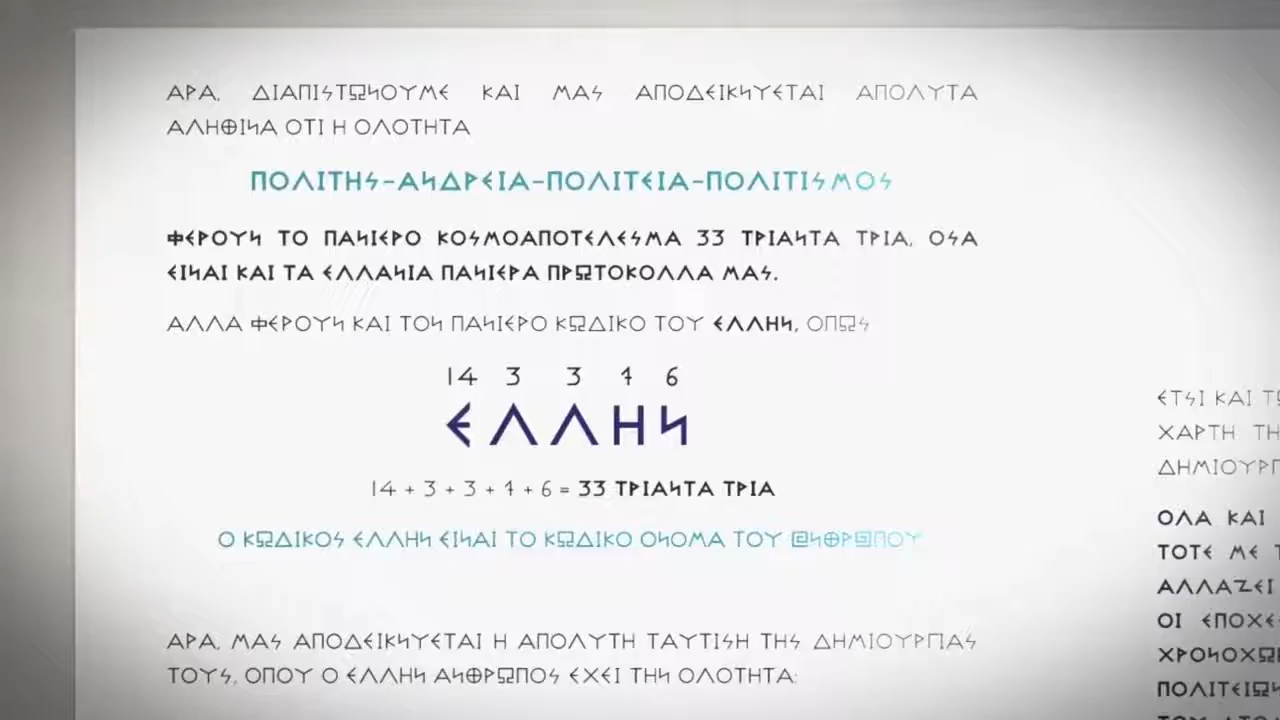 ΑΡΑ, ΔΙΑΠΙΣΤΩΝΟΥΜΕ ΚΑΙ ΜΑΣ ΑΠΟΔΕΙΚΝΥΕΤΑΙ ΑΠΟΛΥΤΑ
ΑΛΗΘΙΝΑ ΟΤΙ Η ΟΛΟΤΗΤΑ
ΠΟΛΙΤΗΣ-ΑΝΔΡΕΙΑ-ΠΟΛΙΤΕΙΑ-ΠΟΛΙΤΙΣΜΟΣ
ΦΕΡΟΥΝ ΤΟ ΠΑΝΙΕΡΟ ΚΟΣΜΟΑΠΟΤΕΛΕΣΜΑ 33 ΤΡΙΑΝΤΑ ΤΡΙΑ, ΟΣΑ
ΕΙΝΑΙ ΚΑΙ ΤΑ ΕΛΛΑΝΙΑ ΠΑΝΙΕΡΑ ΠΡΩΤΟΚΟΛΛΑ ΜΑΣ.
ΑΛΛΑ ΦΕΡΟΥΝ ΚΑΙ ΤΟΝ ΠΑΝΙΕΡΟ ΚΩΔΙΚΟ ΤΟΥ ΕΛΛΗΝ, ΟΠΩΣ
14 3 3 7 6
ΕΛΛΗΝ
14 + 3 + 3 + 7 + 6 = 33 ΤΡΙΑΝΤΑ ΤΡΙΑ
Ο ΚΩΔΙΚΟΣ ΕΛΛΗΝ ΕΙΝΑΙ ΤΟ ΚΩΔΙΚΟ ΟΝΟΜΑ ΤΟΥ ΑΝΘΡΩΠΟΥ
ΑΡΑ, ΜΑΣ ΑΠΟΔΕΙΚΝΥΕΤΑΙ Η ΑΠΟΛΥΤΗ ΤΑΥΤΙΣΗ ΤΗΣ ΔΗΜΙΟΥΡΓΙΑΣ
ΤΟΥΣ, ΟΠΟΥ Ο ΕΛΛΗΝ ΑΝΘΡΩΠΟΣ ΕΧΕΙ ΤΗΝ ΟΛΟΤΗΤΑ:
ΕΤΣΙ ΚΑΙ
ΧΑΡΤΗ ΤΗ
ΔΗΜΙΟΥΡΓ
ΟΛΑ ΚΑΙ
ΤΟΤΕ ΜΕ
ΑΛΛΑΖΕΙ
ΟΙ ΕΠΟΧΕ
ΧΡΟΝΟΧΩ
ΠΟΛΙΤΕΙΩΝ